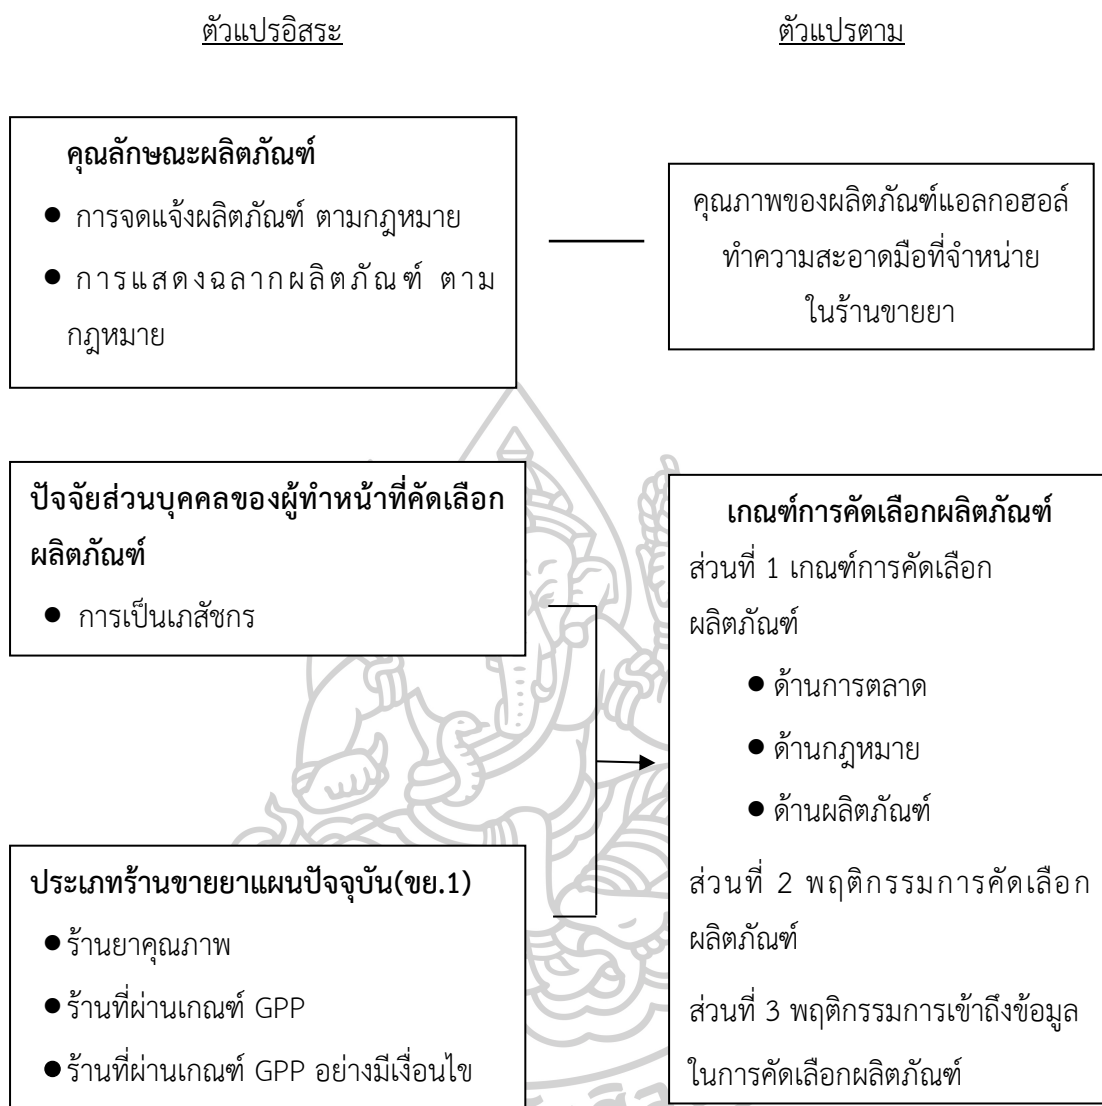 ตัวแปรอิสระ
ตัวแปรตาม
คุณลักษณะผลิตภัณฑ์
● การจดแจ้งผลิตภัณฑ์ ตามกฎหมาย
● การแสดงฉลากผลิตภัณฑ์ ตาม
กฎหมาย
คุณภาพของผลิตภัณฑ์แอลกอฮอล์
ทำความสะอาดมือที่จำหน่าย
ในร้านขายยา
ปัจจัยส่วนบุคคลของผู้ทำหน้าที่คัดเลือก
ผลิตภัณฑ์
● การเป็นเภสัชกร
ประเภทร้านขายยาแผนปัจจุบัน(ขย.1)
● ร้านยาคุณภาพ
● ร้านที่ผ่านเกณฑ์ GPP
● ร้านที่ผ่านเกณฑ์ GPP อย่างมีเงื่อนไข
เกณฑ์การคัดเลือกผลิตภัณฑ์
ส่วนที่ 1 เกณฑ์การคัดเลือก
ผลิตภัณฑ์
● ด้านการตลาด
● ด้านกฎหมาย
● ด้านผลิตภัณฑ์
ส่วนที่ 2 พฤติกรรมการคัดเลือก
ผลิตภัณฑ์
ส่วนที่ 3 พฤติกรรมการเข้าถึงข้อมูล
ในการคัดเลือกผลิตภัณฑ์